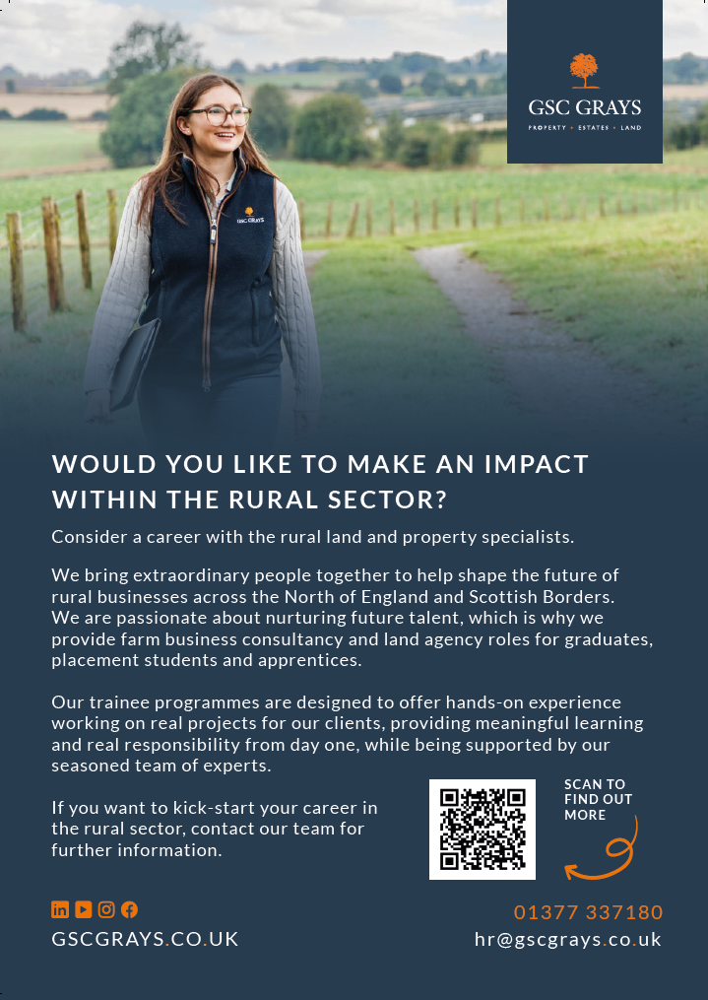 GSC GRAYS
PROPERTY • ESTATES • LAND
GSC GRAYS
WOULD YOU LIKE TO MAKE AN IMPACT
WITHIN THE RURAL SECTOR?
Consider a career with the rural land and property specialists.
We bring extraordinary people together to help shape the future of
rural businesses across the North of England and Scottish Borders.
We are passionate about nurturing future talent, which is why we
provide farm business consultancy and land agency roles for graduates,
placement students and apprentices.
Our trainee programmes are designed to offer hands-on experience
working on real projects for our clients, providing meaningful learning
and real responsibility from day one, while being supported by our
seasoned team of experts.
If you want to kick-start your career in
the rural sector, contact our team for
further information.
SCAN TO
FIND OUT
MORE
in
01377 337180
GSCGRAYS.CO.UK
hr@gscgrays.co.uk